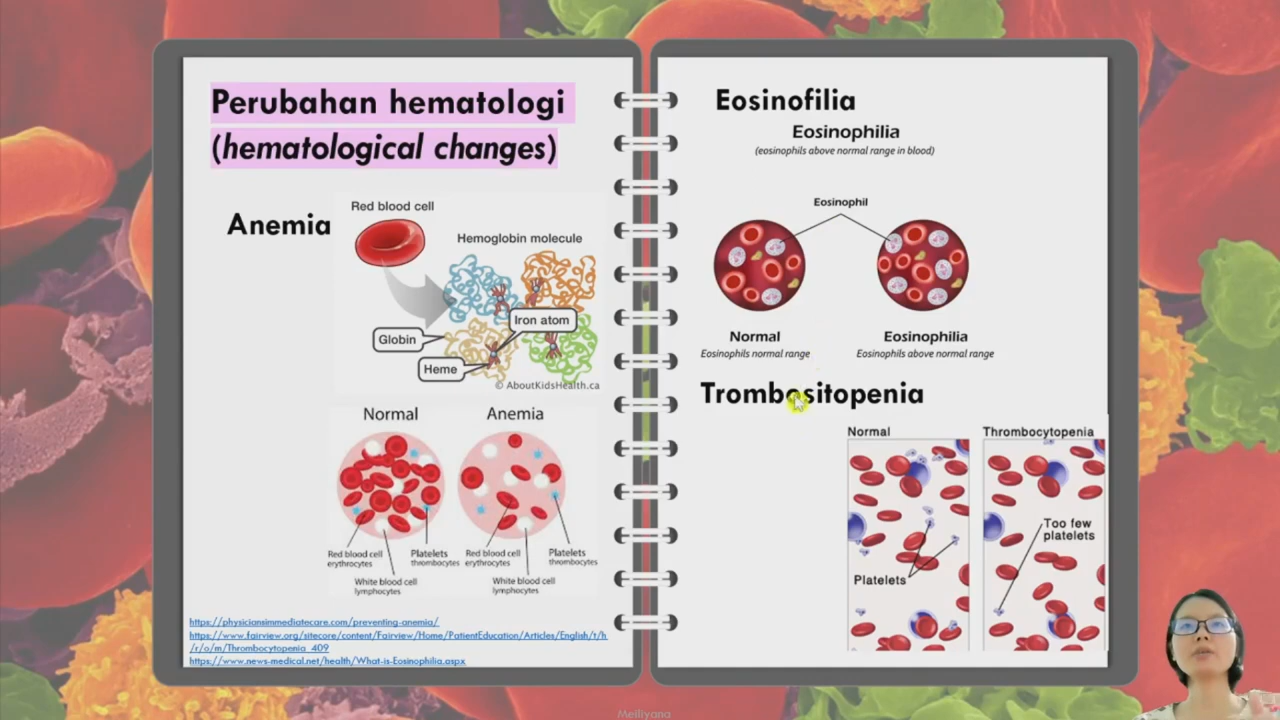 Perubahan hematologi
(hematological changes)
Anemia
Red blood cell
Hemoglobin molecule
Iron atom
Globin
Heme
© AboutKidsHealth.ca
Normal
Anemia
Red blood cell
erythrocytes
Platelets
thrombocytes
White blood cell
lymphocytes
Red blood cell
erythrocytes
Platelets
thrombocytes
White blood cell
lymphocytes
https://physiciansimmediatecare.com/preventing-anemia/
https://www.fairview.org/sitecore/content/Fairview/Home/PatientEducation/Articles/English/t/h
/r/o/m/Thrombocytopenia_409
https://www.news-medical.net/health/What-is-Eosinophilia.aspx
Eosinofilia
Eosinophilia
(eosinophils above normal range in blood)
Eosinophil
Normal
Eosinophils normal range
Eosinophilia
Eosinophils above normal range
Trombositopenia
Normal
Thrombocytopenia
Platelets
Too few
platelets
Meiliyana